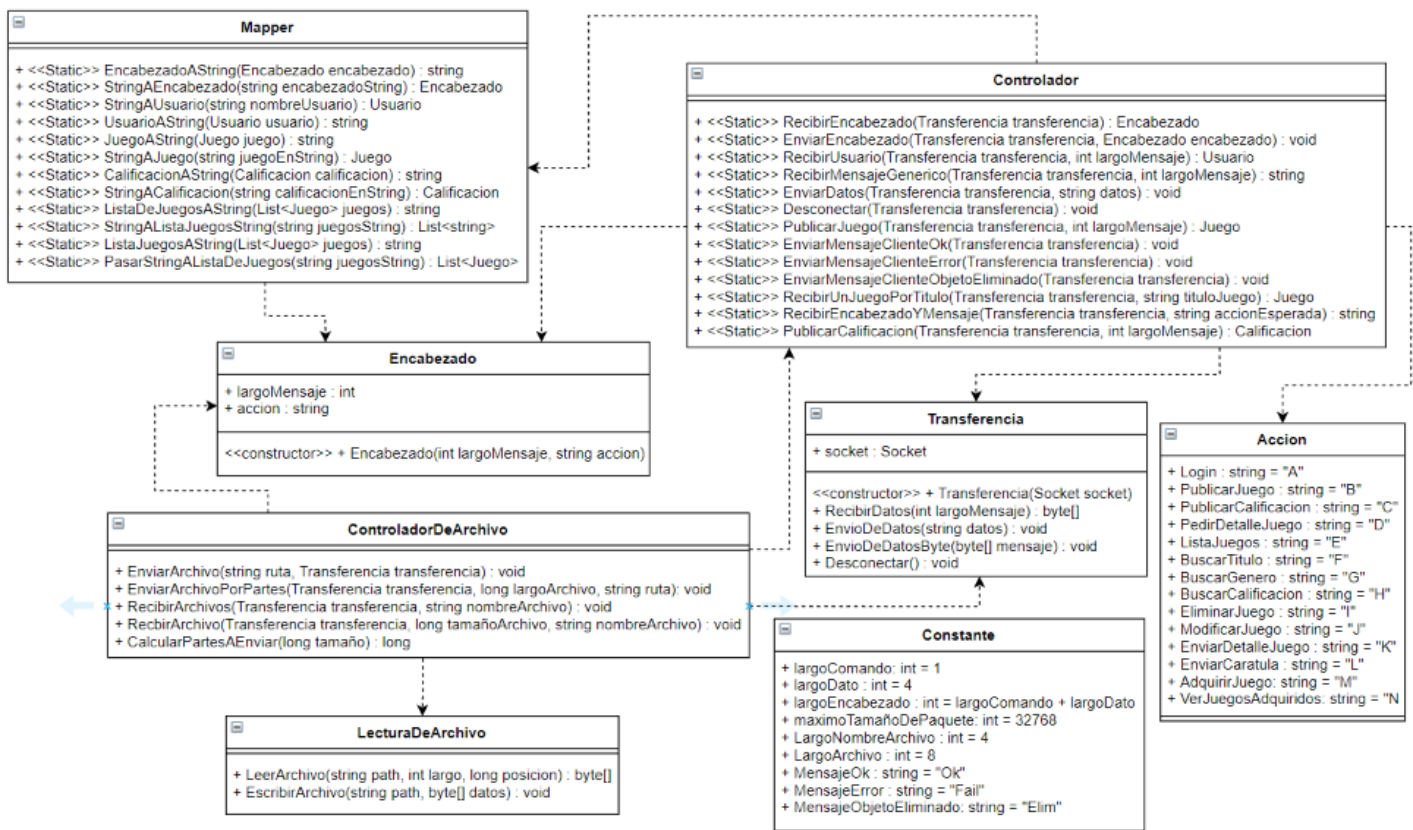 Mapper
+ <<Static>> EncabezadoAString(Encabezado encabezado) : string
+ <<Static>> StringAEncabezado(string encabezadoString) : Encabezado
+ <<Static>> StringAUsuario(string nombreUsuario) : Usuario
+ <<Static>> UsuarioAString(Usuario usuario) : string
+ <<Static>> JuegoAString(Juego juego) : string
+ <<Static>> StringAJuego(string juegoEnString) : Juego
+ <<Static>> CalificacionAString(Calificacion calificacion) : string
+ <<Static>> StringACalificacion(string calificacionEnString) : Calificacion
+ <<Static>> ListaDeJuegosAString(List<Juego> juegos) : string
+ <<Static>> StringAListaJuegosString(string juegosString) : List<string>
+ <<Static>> ListaJuegosAString(List<Juego> juegos) : string
+ <<Static>> PasarStringAListaDeJuegos(string juegosString) : List<Juego>
Controlador
+ <<Static>> RecibirEncabezado(Transferencia transferencia) : Encabezado
+ <<Static>> EnviarEncabezado(Transferencia transferencia, Encabezado encabezado) : void
+ <<Static>> RecibirUsuario(Transferencia transferencia, int largoMensaje) : Usuario
+ <<Static>> RecibirMensajeGenerico(Transferencia transferencia, int largoMensaje) : string
+ <<Static>> EnviarDatos(Transferencia transferencia, string datos) : void
+ <<Static>> Desconectar(Transferencia transferencia) : void
+ <<Static>> PublicarJuego(Transferencia transferencia, int largoMensaje) : Juego
+ <<Static>> EnviarMensajeClienteOk(Transferencia transferencia) : void
+ <<Static>> EnviarMensajeClienteError(Transferencia transferencia) : void
+ <<Static>> EnviarMensajeClienteObjetoEliminado(Transferencia transferencia) : void
+ <<Static>> RecibirUnJuegoPorTitulo(Transferencia transferencia, string tituloJuego) : Juego
+ <<Static>> RecibirEncabezadoYMensaje(Transferencia transferencia, string accionEsperada) : string
+ <<Static>> PublicarCalificacion(Transferencia transferencia, int largoMensaje) : Calificacion
Encabezado
+ largoMensaje : int
+ accion : string
<<constructor>> + Encabezado(int largoMensaje, string accion)
Transferencia
+ socket : Socket
<<constructor>> + Transferencia(Socket socket)
+ RecibirDatos(int largoMensaje) : byte[]
+ EnvioDeDatos(string datos) : void
+ EnvioDeDatosByte(byte[] mensaje) : void
+ Desconectar() : void
Accion
+ Login : string = "A"
+ PublicarJuego : string = "B"
+ PublicarCalificacion : string = "C"
+ PedirDetalleJuego : string = "D"
+ ListaJuegos : string = "E"
+ BuscarTitulo : string = "F"
+ BuscarGenero : string = "G"
+ BuscarCalificacion : string = "H"
+ EliminarJuego : string = "I"
+ ModificarJuego : string = "J"
+ EnviarDetalleJuego : string = "K"
+ EnviarCaratula : string = "L"
+ AdquirirJuego: string = "M"
+ VerJuegosAdquiridos: string = "N
ControladorDeArchivo
+ EnviarArchivo(string ruta, Transferencia transferencia) : void
+ EnviarArchivoPorPartes(Transferencia transferencia, long largoArchivo, string ruta): void
+ RecibirArchivos(Transferencia transferencia, string nombreArchivo) : void
+ RecbirArchivo(Transferencia transferencia, long tamañoArchivo, string nombreArchivo) : void
+ CalcularPartesAEnviar(long tamaño) : long
LecturaDeArchivo
+ LeerArchivo(string path, int largo, long posicion) : byte[]
+ EscribirArchivo(string path, byte[] datos) : void
Constante
+ largoComando: int = 1
+ largoDato : int = 4
+ largoEncabezado : int = largoComando + largoDato
+ maximoTamañoDePaquete: int = 32768
+ LargoNombreArchivo : int = 4
+ LargoArchivo : int = 8
+ MensajeOk : string = "Ok"
+ MensajeError : string = "Fail"
+ MensajeObjetoEliminado: string = "Elim"